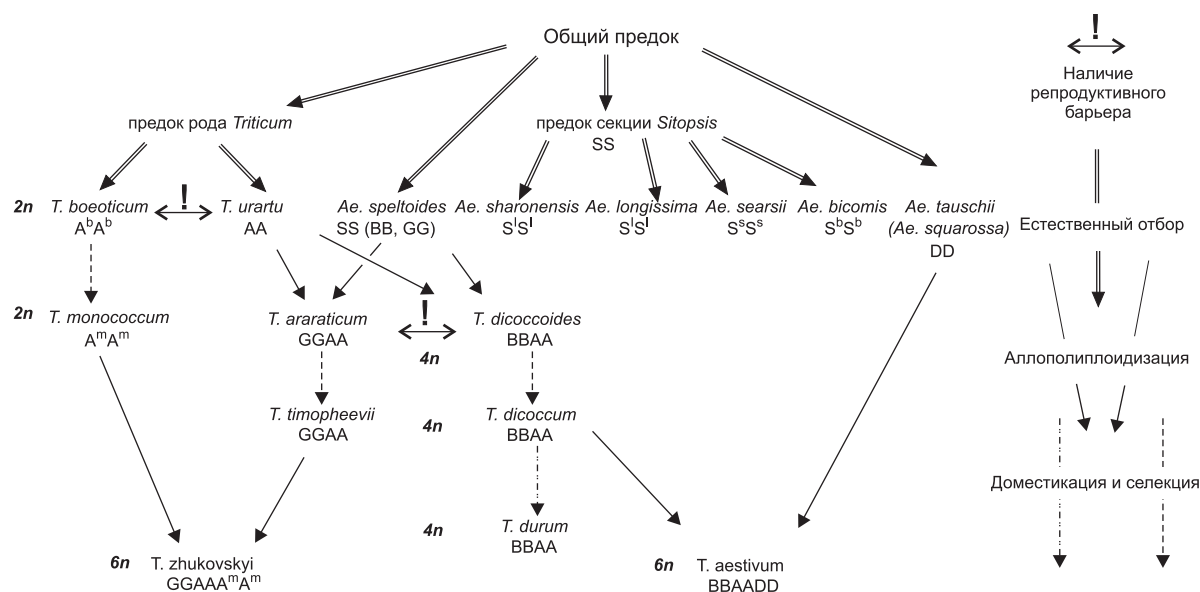 Общий предок
!
Наличие
репродуктивного
барьера
предок рода Triticum
предок секции Sitopsis
SS
2n
T. boeoticum
AᵇAᵇ
!
T. urartu
AA
Ae. speltoides
SS (BB, GG)
Ae. sharonensis
SˡSˡ
Ae. longissima
SˡSˡ
Ae. searsii
SˢSˢ
Ae. bicomis
SᵇSᵇ
Ae. tauschii
(Ae. squarossa)
DD
Естественный отбор
2n
T. monococcum
AᵐAᵐ
T. araraticum
GGAA
!
4n
T. dicoccoides
BBAA
Аллополиплоидизация
T. timopheevii
GGAA
4n
T. dicoccum
BBAA
Доместикация и селекция
4n
T. durum
BBAA
6n
T. zhukovskyi
GGAAAᵐAᵐ
6n
T. aestivum
BBAADD